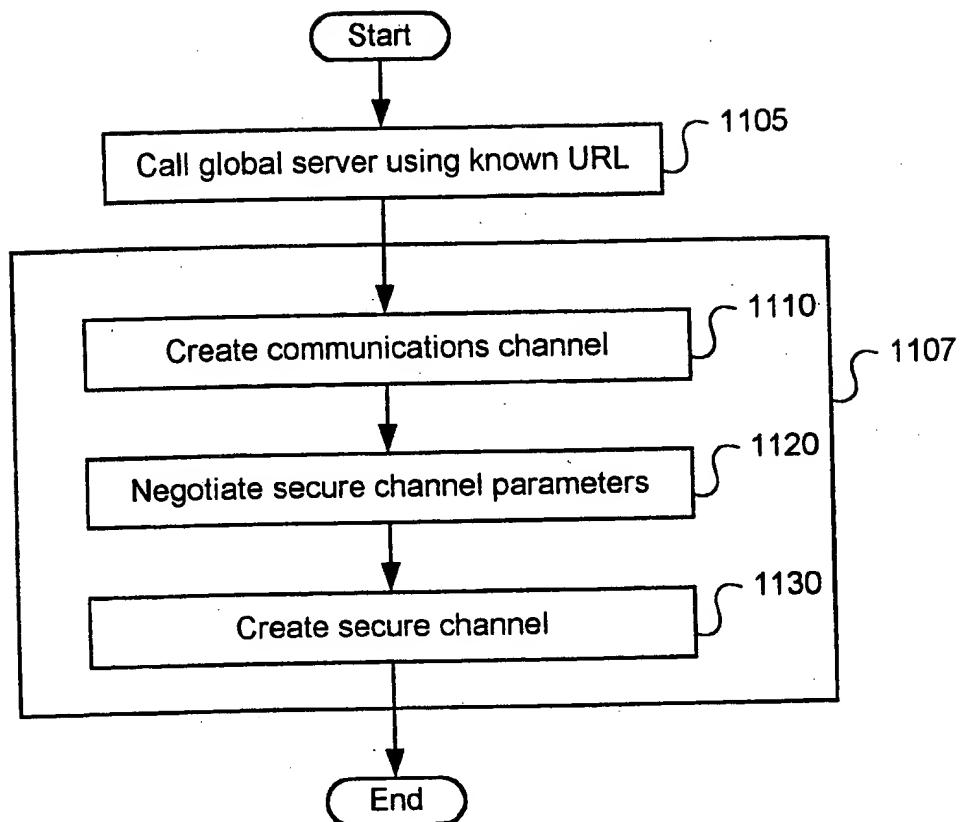 Start
Call global server using known URL
1105
Create communications channel
1110
1107
Negotiate secure channel parameters
1120
Create secure channel
1130
End